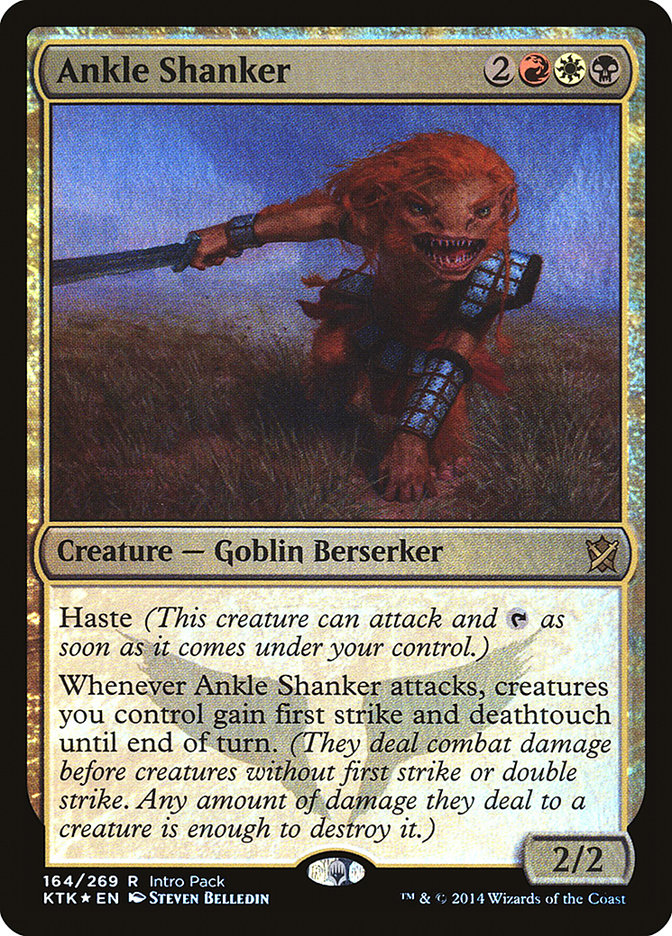 Ankle Shanker 2
Creature — Goblin Berserker
Haste (This creature can attack and as
soon as it comes under your control.)
Whenever Ankle Shanker attacks, creatures
you control gain first strike and deathtouch
until end of turn. (They deal combat damage
before creatures without first strike or double
strike. Any amount of damage they deal to a
creature is enough to destroy it.)
2/2
164/269 R Intro Pack
KTK★EN Steven Belledin
™ & © 2014 Wizards of the Coast